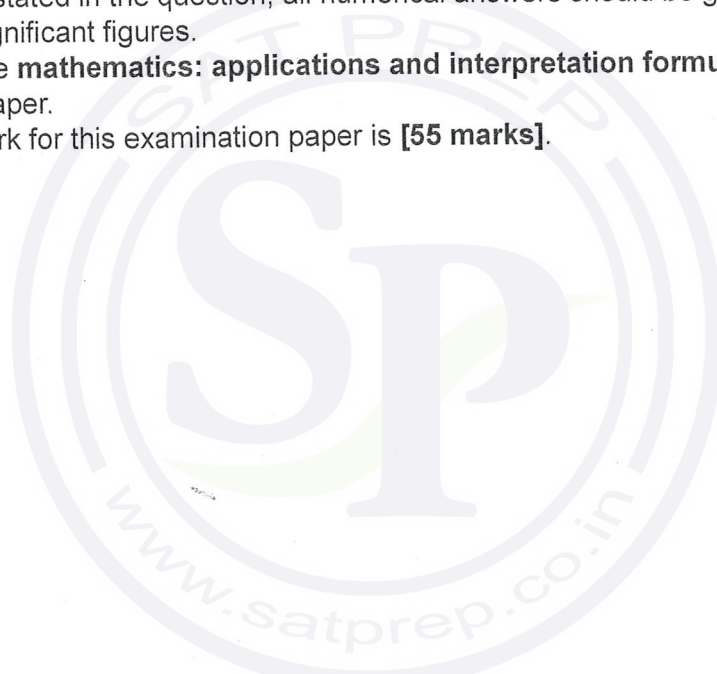 stated in the question, all numerical answers should be g
gnificant figures.
e mathematics: applications and interpretation formu
aper.
rk for this examination paper is [55 marks].
SAT PREP
SP
www.satprep.co.in